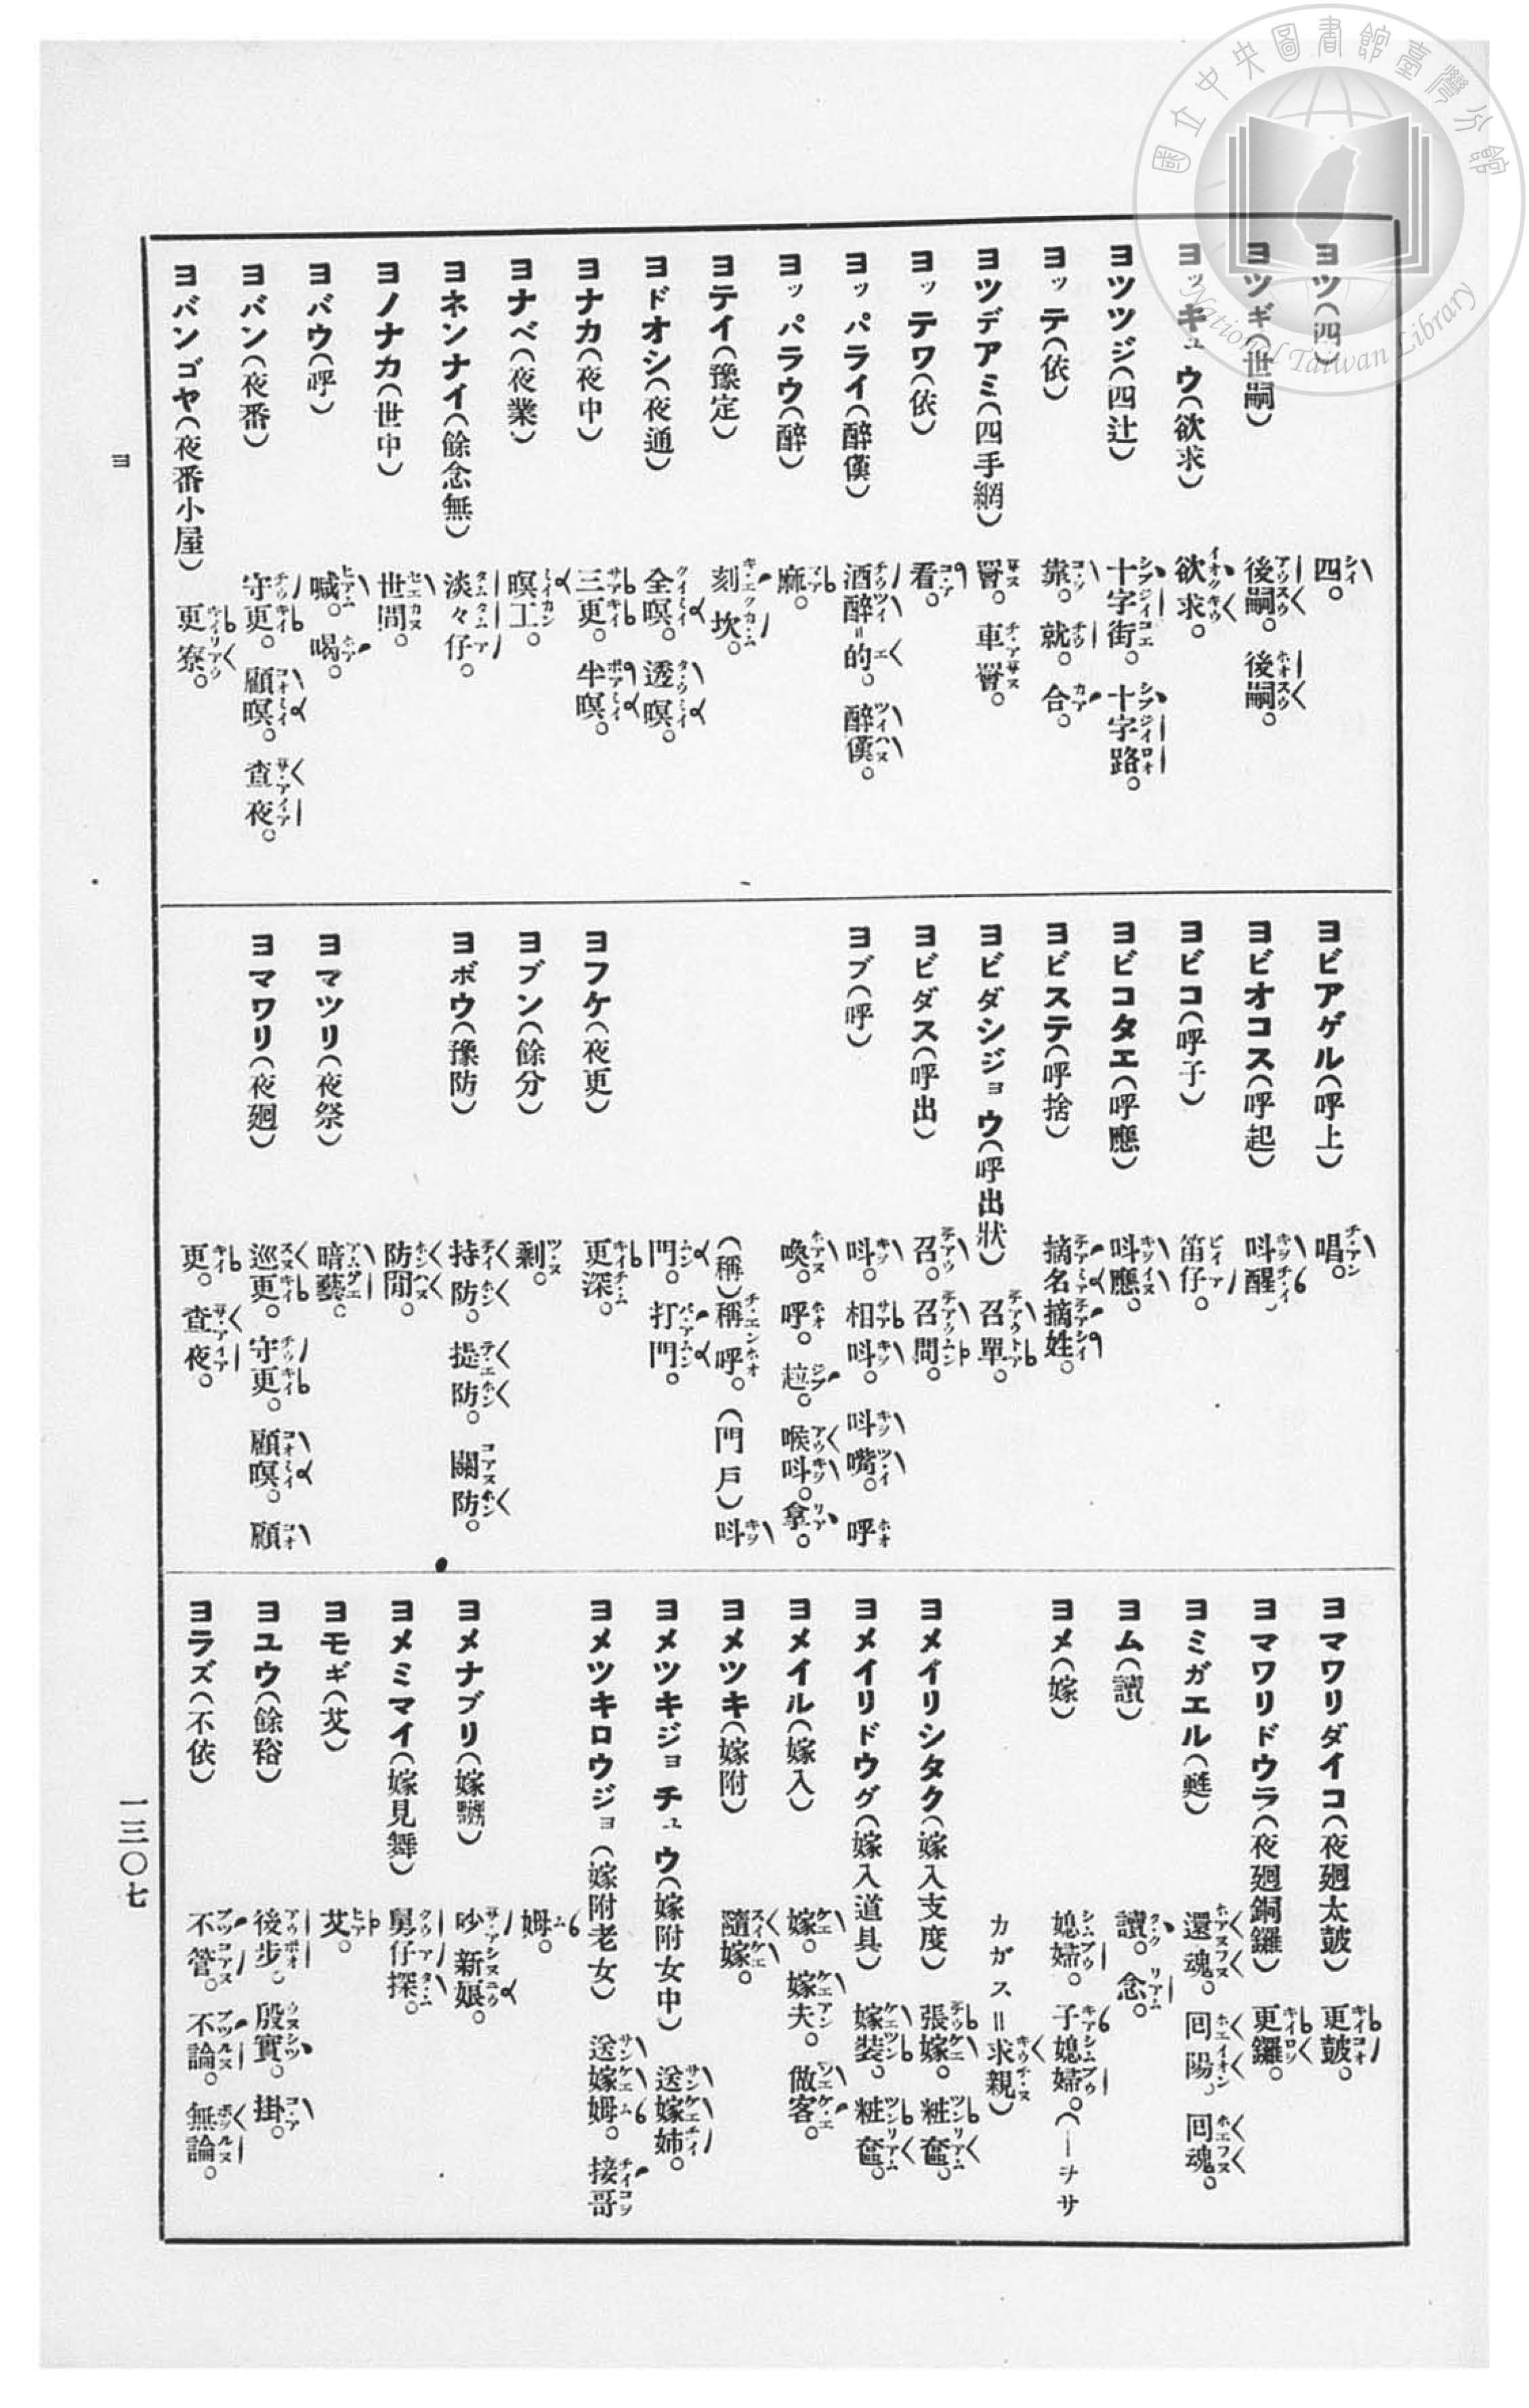 ヨツ(四) 四。
ヨツギ(世嗣) 後嗣。後嗣。
ヨッキュウ(欲求) 欲求。
ヨツツジ(四辻) 十字街。十字路。
ヨッテ(依) 靠。就。合。
ヨツデアミ(四手網) 罾。車罾。
ヨッテワ(依) 看。
ヨッパライ(醉漢) 酒醉=的。醉漢。
ヨッパラウ(醉) 麻。
ヨテイ(豫定) 刻坎。
ヨドオシ(夜通) 全暝。透暝。
ヨナカ(夜中) 三更。半暝。
ヨナベ(夜業) 暝工。
ヨネンナイ(餘念無) 淡々仔。
ヨノナカ(世中) 世間。
ヨバウ(呼) 喊。喝。
ヨバン(夜番) 守更。顧暝。查夜。
ヨバンゴヤ(夜番小屋) 更寮。
ヨビアゲル(呼上) 唱。
ヨビオコス(呼起) 叫醒。
ヨビコ(呼子) 笛仔。
ヨビコタエ(呼應) 叫應。
ヨビステ(呼捨) 摘名摘姓。
ヨビダシジョウ(呼出狀) 召單。
ヨビダス(呼出) 召。召問。
ヨブ(呼) 叫。相叫。叫嘴。呼
喚。呼。喉叫。拿。
(稱)稱呼。(門戶)叫
門。打門。
ヨフケ(夜更) 更深。
ヨブン(餘分) 剩。
ヨボウ(豫防) 持防。提防。關防。
防閒。
ヨマツリ(夜祭) 暗藝。
ヨマワリ(夜廻) 巡更。守更。顧暝。顧
更。查夜。
ヨマワリダイコ(夜廻太鼓) 更鼓。
ヨマワリドウラ(夜廻銅鑼) 更鑼。
ヨミガエル(甦) 還魂。回陽。回魂。
ヨム(讀) 讀。念。
ヨメ(嫁) 媳婦。子媳婦。(―ヲサ
ガス=求親)
ヨメイリシタク(嫁入支度) 張嫁。粧奩。
ヨメイリドウグ(嫁入道具) 嫁裝。粧奩。
ヨメイル(嫁入) 嫁。嫁夫。做客。
ヨメツキ(嫁附) 隨嫁。
ヨメツキジョチュウ(嫁附女中) 送嫁姉。
ヨメツキロウジョ(嫁附老女) 送嫁姆。接哥
姆。
ヨメナブリ(嫁嬲) 吵新娘。
ヨメミマイ(嫁見舞) 舅仔探。
ヨモギ(艾) 艾。
ヨユウ(餘裕) 後步。殷實。掛。
ヨラズ(不依) 不管。不論。無論。
ヨ
一三〇七
國立中央圖書館臺灣分館
National Taiwan Library